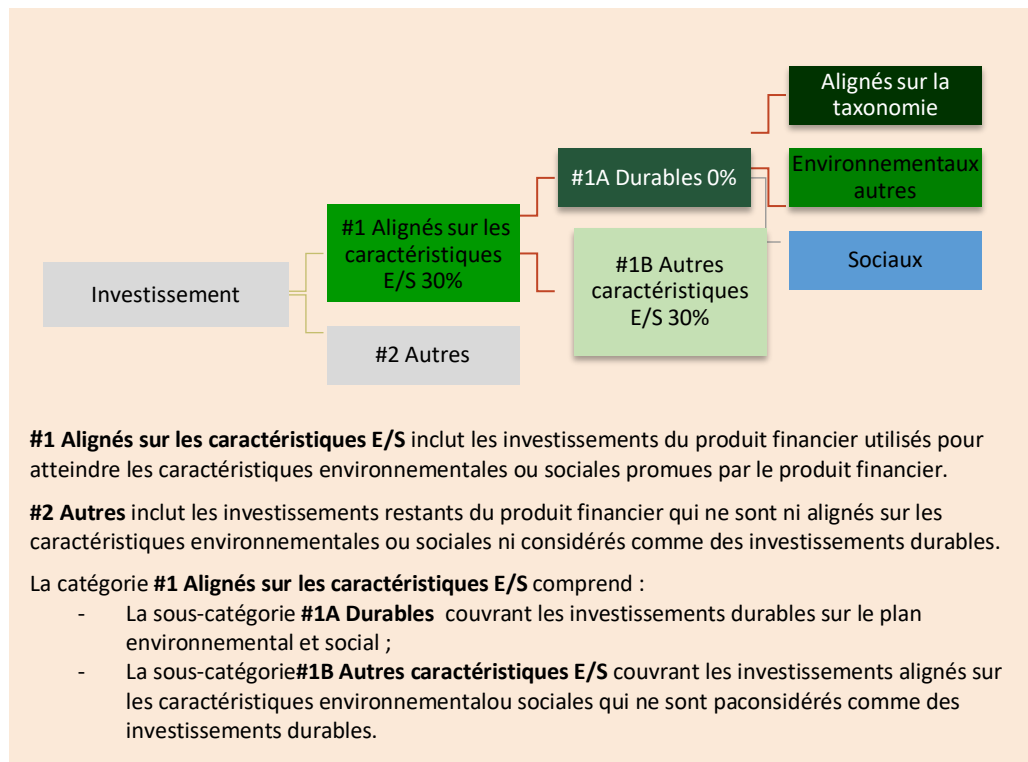 Alignés sur la
taxonomie
#1A Durables 0%
Environnementaux
autres
#1 Alignés sur les
caractéristiques
E/S 30%
Sociaux
#1B Autres
caractéristiques
E/S 30%
Investissement
#2 Autres
#1 Alignés sur les caractéristiques E/S inclut les investissements du produit financier utilisés pour
atteindre les caractéristiques environnementales ou sociales promues par le produit financier.
#2 Autres inclut les investissements restants du produit financier qui ne sont ni alignés sur les
caractéristiques environnementales ou sociales ni considérés comme des investissements durables.
La catégorie #1 Alignés sur les caractéristiques E/S comprend :
- La sous-catégorie #1A Durables couvrant les investissements durables sur le plan
environnemental et social ;
- La sous-catégorie#1B Autres caractéristiques E/S couvrant les investissements alignés sur
les caractéristiques environnementalou sociales qui ne sont paconsidérés comme des
investissements durables.